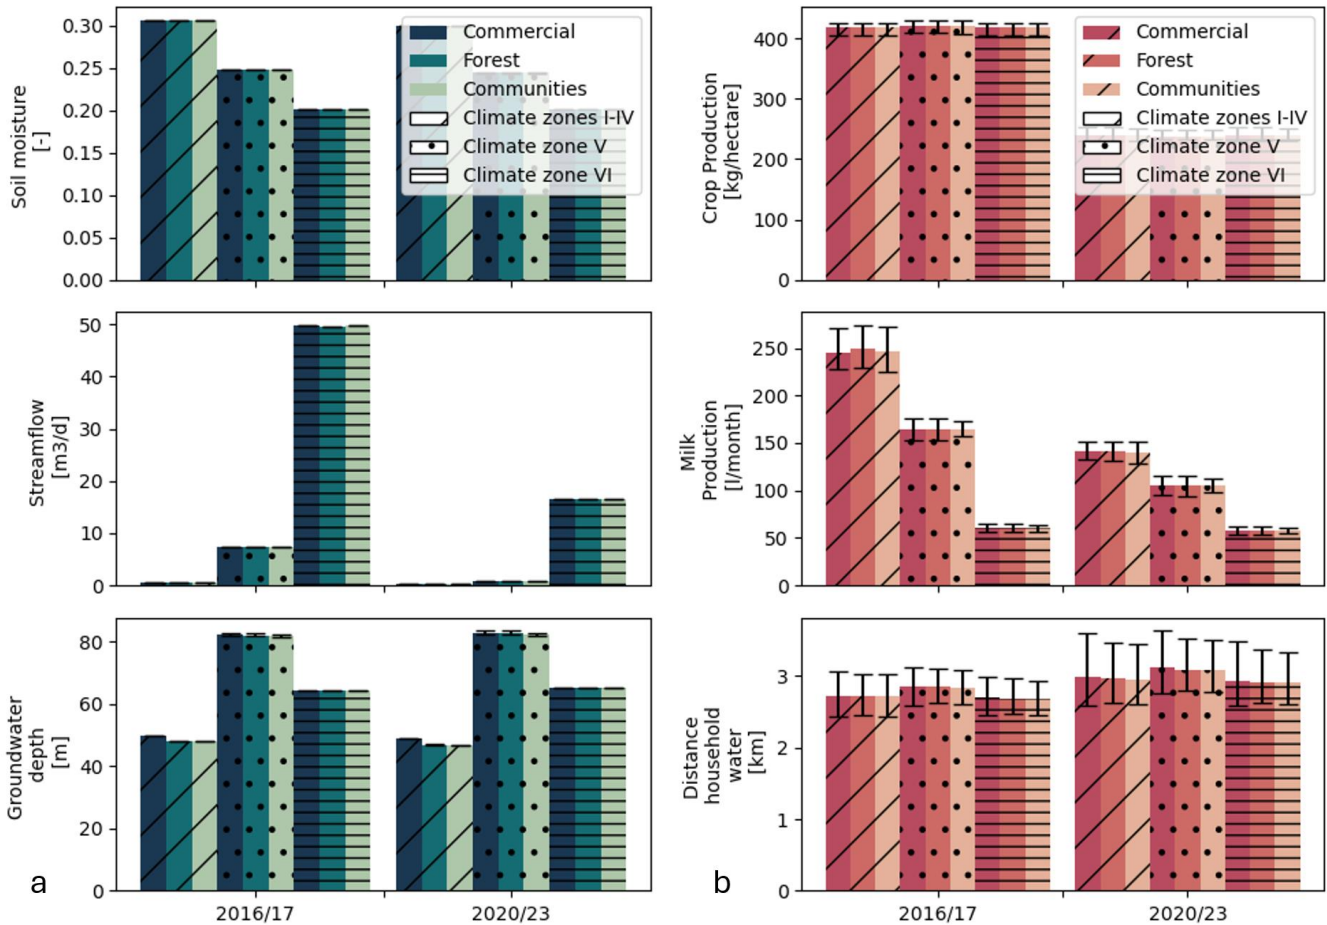 0.30
0.25
0.20
0.15
0.10
0.05
0.00
Soil moisture
[-]
Commercial
Forest
Communities
Climate zones I-IV
Climate zone V
Climate zone VI
50
40
30
20
10
0
Streamflow
[m3/d]
80
60
40
20
0
Groundwater
depth
[m]
2016/17
2020/23
a
400
300
200
100
0
Crop Production
[kg/hectare]
Commercial
Forest
Communities
Climate zones I-IV
Climate zone V
Climate zone VI
250
200
150
100
50
0
Milk
Production
[l/month]
3
2
1
0
Distance
household
water
[km]
2016/17
2020/23
b